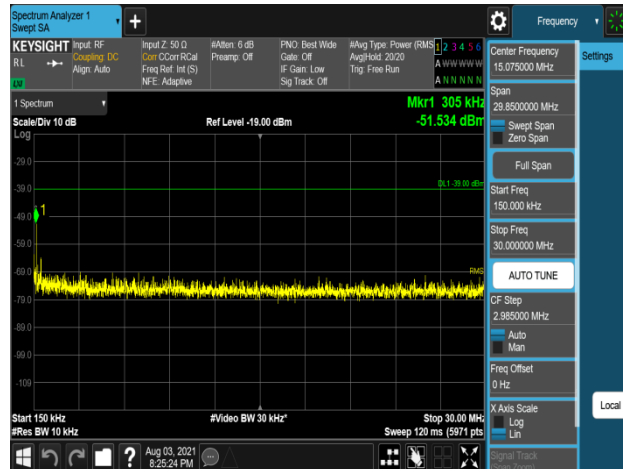 Spectrum Analyzer 1
Swept SA
Frequency
KEYSIGHT
RL
Input: RF
Coupling: DC
Align: Auto
Input Z: 50 Ω
Corr CCorr RCal
Freq Ref: Int (S)
NFE: Adaptive
#Atten: 6 dB
Preamp: Off
PNO: Best Wide
Gate: Off
IF Gain: Low
Sig Track: Off
#Avg Type: Power (RMS
Avg|Hold: 20/20
Trig: Free Run
1 2 3 4 5 6
A W W W W W
A N N N N N
1 Spectrum
Scale/Div 10 dB
Ref Level -19.00 dBm
Mkr1 305 kHz
-51.534 dBm
Log
-29.0
DL1 -39.00 dBm
-39.0
1
-49.0
-59.0
-69.0
RMS
-79.0
-89.0
-99.0
-109
Start 150 kHz
#Video BW 30 kHz*
Stop 30.00 MHz
#Res BW 10 kHz
Sweep 120 ms (5971 pts)
?
Aug 03, 2021
8:25:24 PM
Center Frequency
15.075000 MHz
Settings
Span
29.8500000 MHz
Swept Span
Zero Span
Full Span
Start Freq
150.000 kHz
Stop Freq
30.000000 MHz
AUTO TUNE
CF Step
2.985000 MHz
Auto
Man
Freq Offset
0 Hz
X Axis Scale
Log
Lin
Local
Signal Track
(Span Zoom)